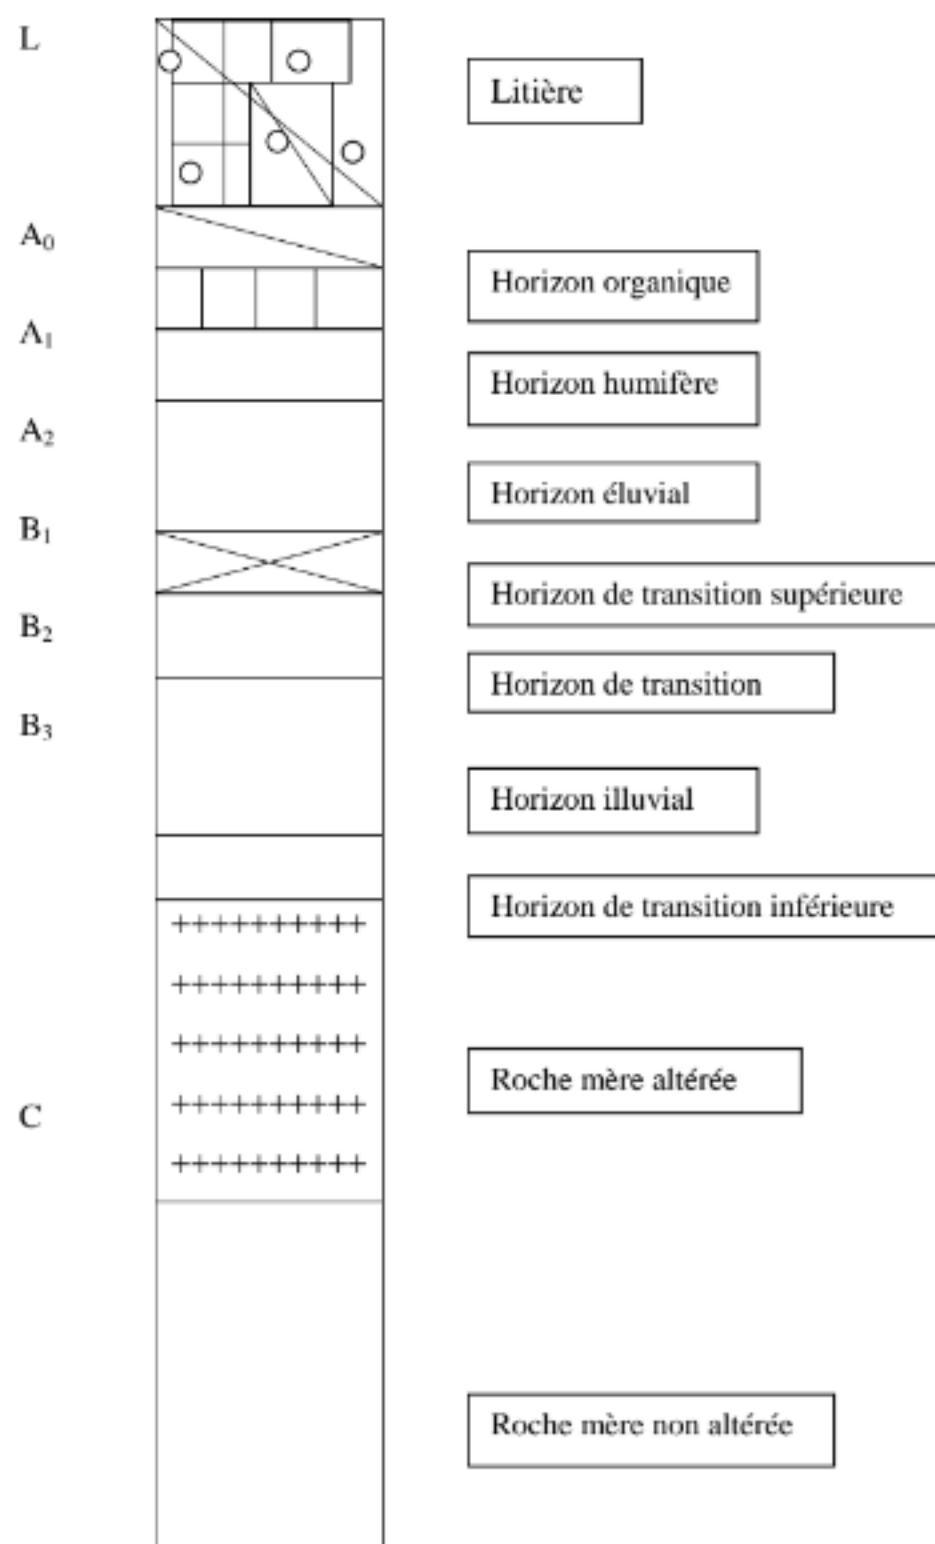 L
Litière
A₀
Horizon organique
A₁
Horizon humifère
A₂
Horizon éluvial
B₁
Horizon de transition supérieure
B₂
Horizon de transition
B₃
Horizon illuvial
Horizon de transition inférieure
++++++++++
++++++++++
++++++++++
Roche mère altérée
++++++++++
C
++++++++++
Roche mère non altérée